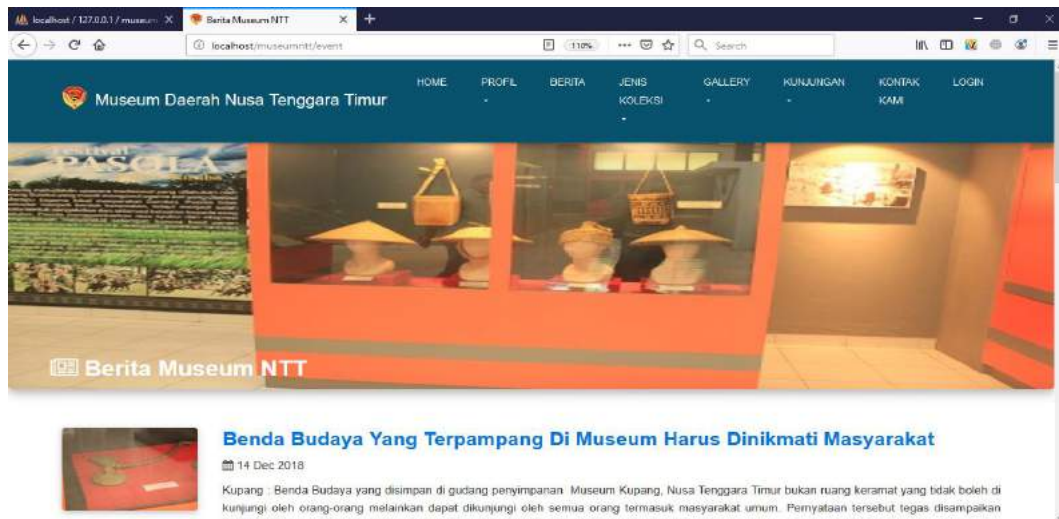 localhost / 127.0.0.1 / museum
Berita Museum NTT
localhost/museumntt/event
110%
Search
Museum Daerah Nusa Tenggara Timur
HOME
PROFIL
BERITA
JENIS
KOLEKSI
GALLERY
KUNJUNGAN
KONTAK
KAMI
LOGIN
Festival
PASOLA
Berita Museum NTT
Benda Budaya Yang Terpampang Di Museum Harus Dinikmati Masyarakat
14 Dec 2018
Kupang : Benda Budaya yang disimpan di gudang penyimpanan Museum Kupang, Nusa Tenggara Timur bukan ruang keramat yang tidak boleh di
kunjungi oleh orang-orang melainkan dapat dikunjungi oleh semua orang termasuk masyarakat umum. Pernyataan tersebut tegas disampaikan